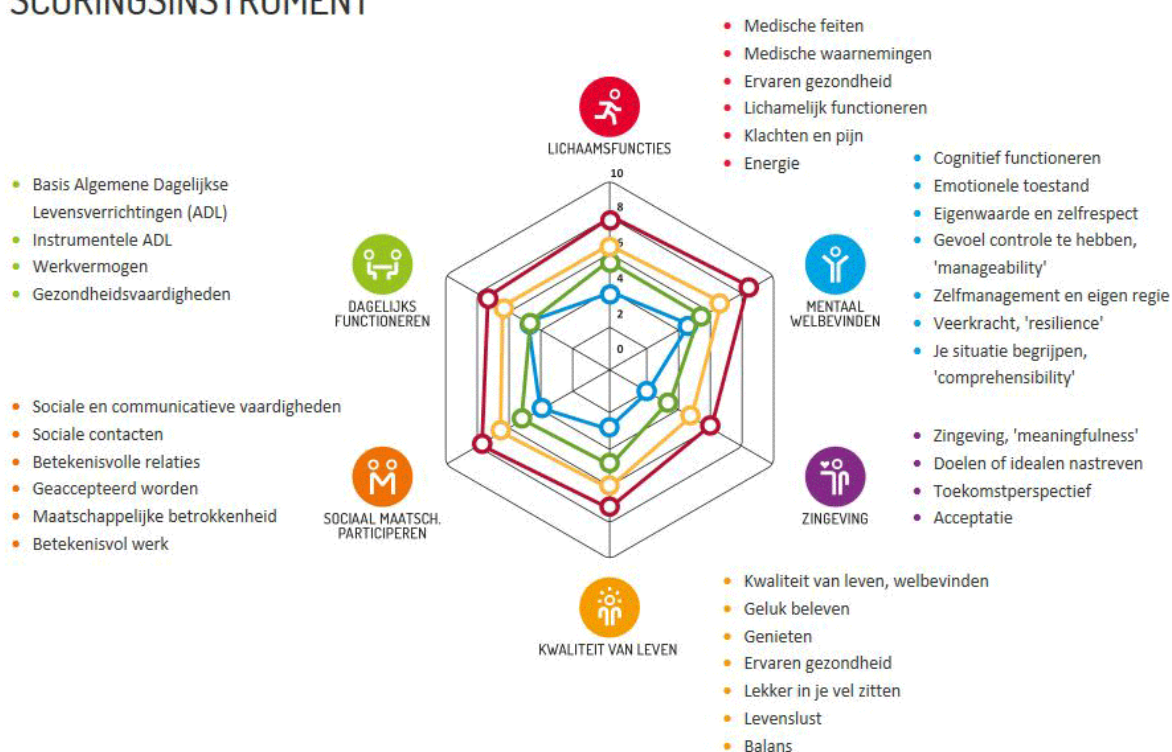 SCORINGSINSTRUMENT
• Medische feiten
• Medische waarnemingen
• Ervaren gezondheid
• Lichamelijk functioneren
• Klachten en pijn
• Energie
LICHAAMSFUNCTIES
• Cognitief functioneren
• Emotionele toestand
• Eigenwaarde en zelfrespect
• Gevoel controle te hebben,
'manageability'
• Zelfmanagement en eigen regie
• Veerkracht, 'resilience'
• Je situatie begrijpen,
'comprehensibility'
MENTAAL
WELBEVINDEN
• Basis Algemene Dagelijkse
Levensverrichtingen (ADL)
• Instrumentele ADL
• Werkvermogen
• Gezondheidsvaardigheden
DAGELIJKS
FUNCTIONEREN
10
8
6
4
2
0
• Sociale en communicatieve vaardigheden
• Sociale contacten
• Betekenisvolle relaties
• Geaccepteerd worden
• Maatschappelijke betrokkenheid
• Betekenisvol werk
SOCIAAL MAATSCH.
PARTICIPEREN
• Zingeving, 'meaningfulness'
• Doelen of idealen nastreven
• Toekomstperspectief
• Acceptatie
ZINGEVING
KWALITEIT VAN LEVEN
• Kwaliteit van leven, welbevinden
• Geluk beleven
• Genieten
• Ervaren gezondheid
• Lekker in je vel zitten
• Levenslust
• Balans